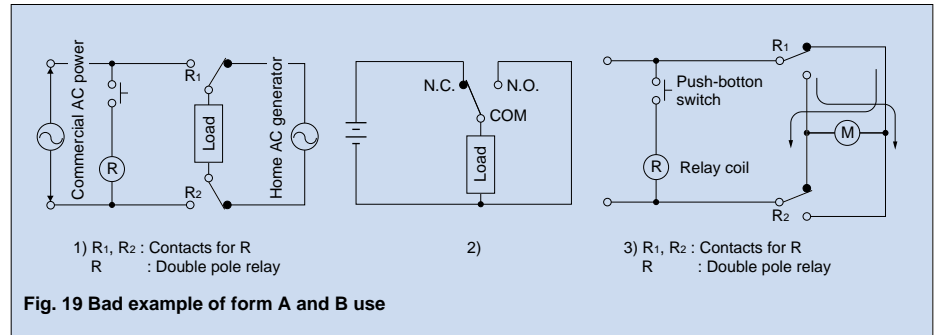 Commercial AC power
R
R1
R2
Load
Home AC generator
1) R1, R2 : Contacts for R
R : Double pole relay
N.C.
N.O.
COM
Load
2)
R1
Push-botton
switch
R
Relay coil
M
R2
3) R1, R2 : Contacts for R
R : Double pole relay
Fig. 19 Bad example of form A and B use